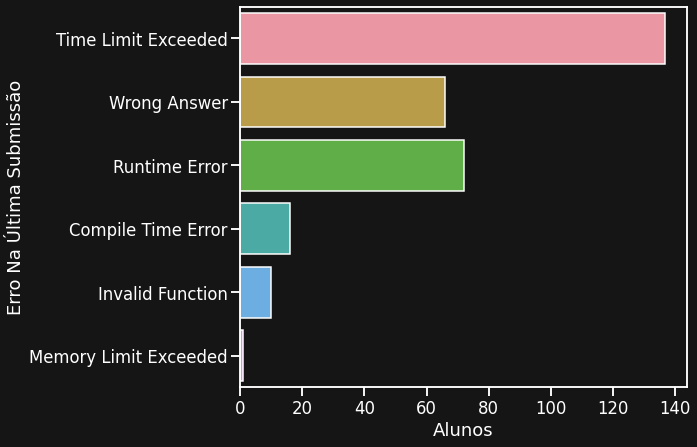 Erro Na Última Submissão
Time Limit Exceeded
Wrong Answer
Runtime Error
Compile Time Error
Invalid Function
Memory Limit Exceeded
0 20 40 60 80 100 120 140
Alunos